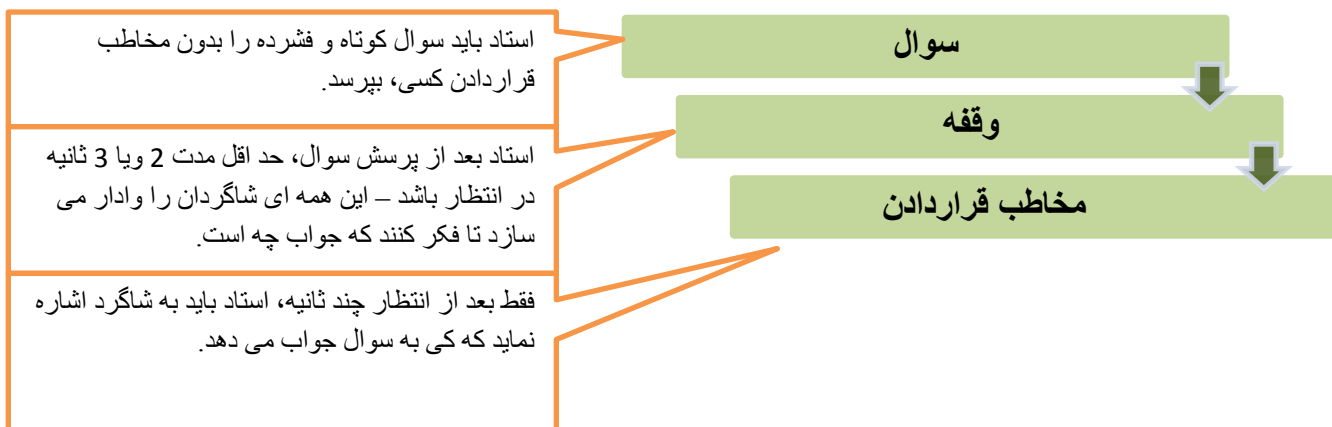 سوال
استاد باید سوال کوتاه و فشرده را بدون مخاطب
قراردادن کسی، بپرسد.
وقفه
استاد بعد از پرسش سوال، حد اقل مدت 2 ویا 3 ثانیه
در انتظار باشد – این همه ای شاگردان را وادار می
سازد تا فکر کنند که جواب چه است.
مخاطب قراردادن
فقط بعد از انتظار چند ثانیه، استاد باید به شاگرد اشاره
نماید که کی به سوال جواب می دهد.